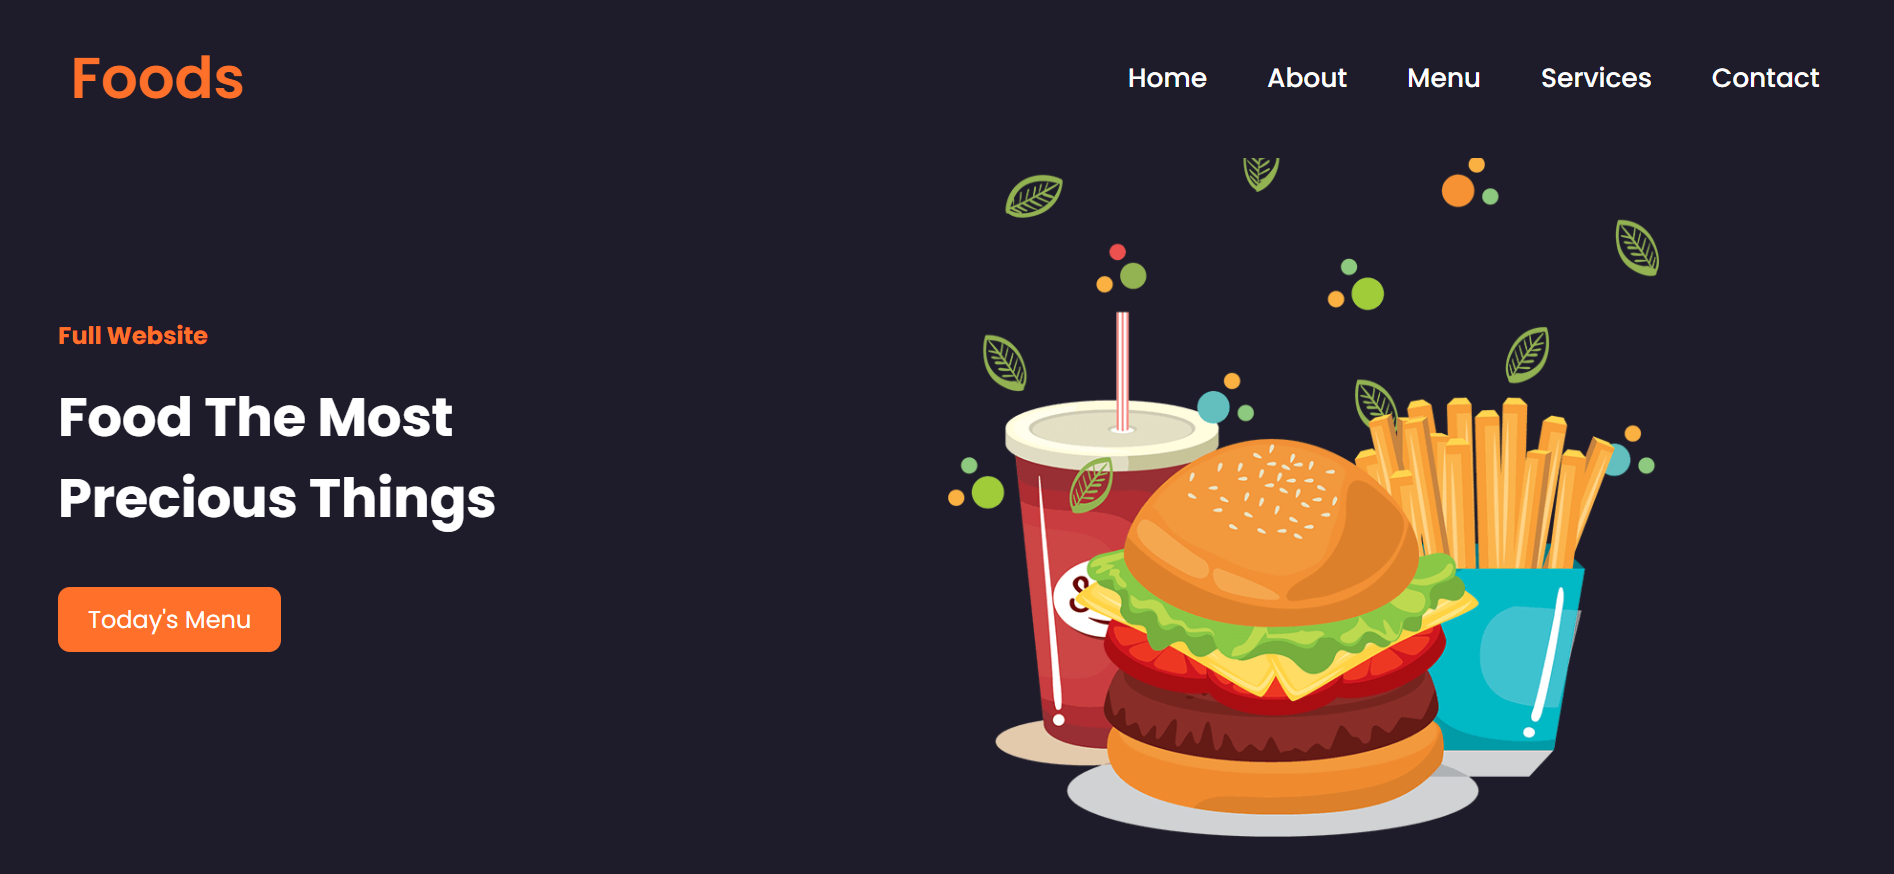 Foods
Home About Menu Services Contact
Full Website
Food The Most
Precious Things
Today's Menu